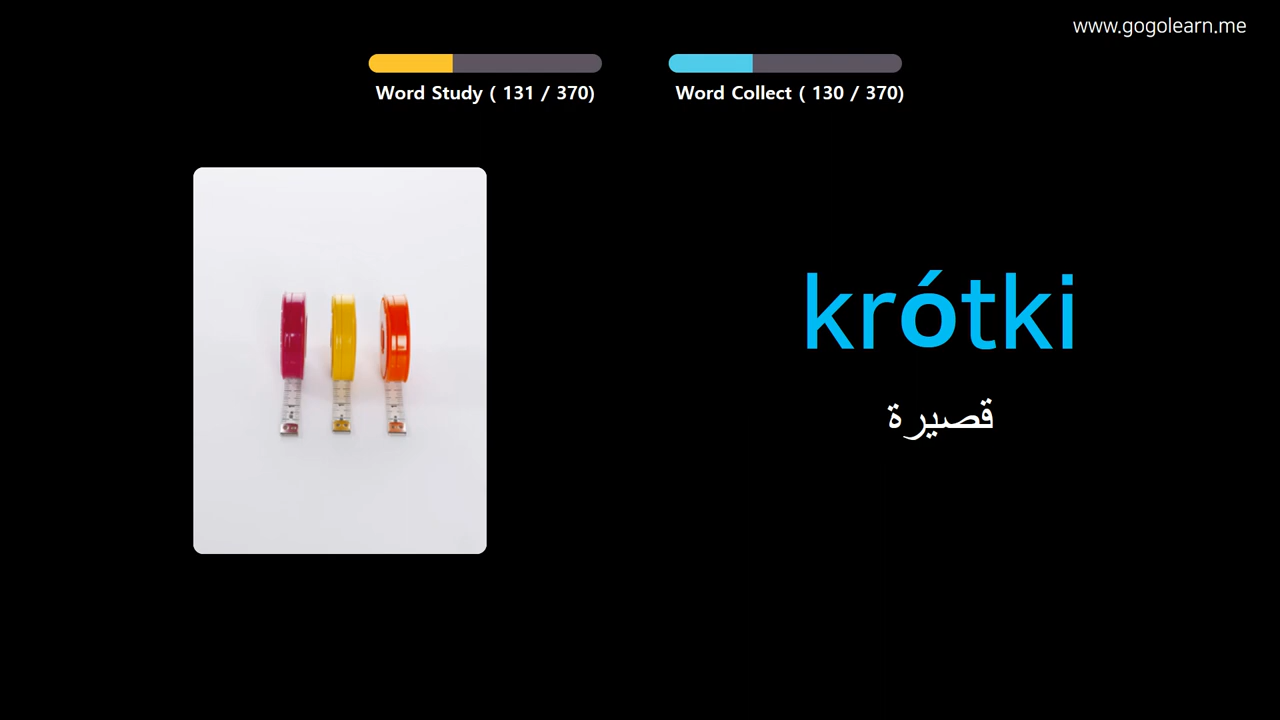 www.gogolearn.me
Word Study ( 131 / 370)
Word Collect ( 130 / 370)
krótki
قصيرة